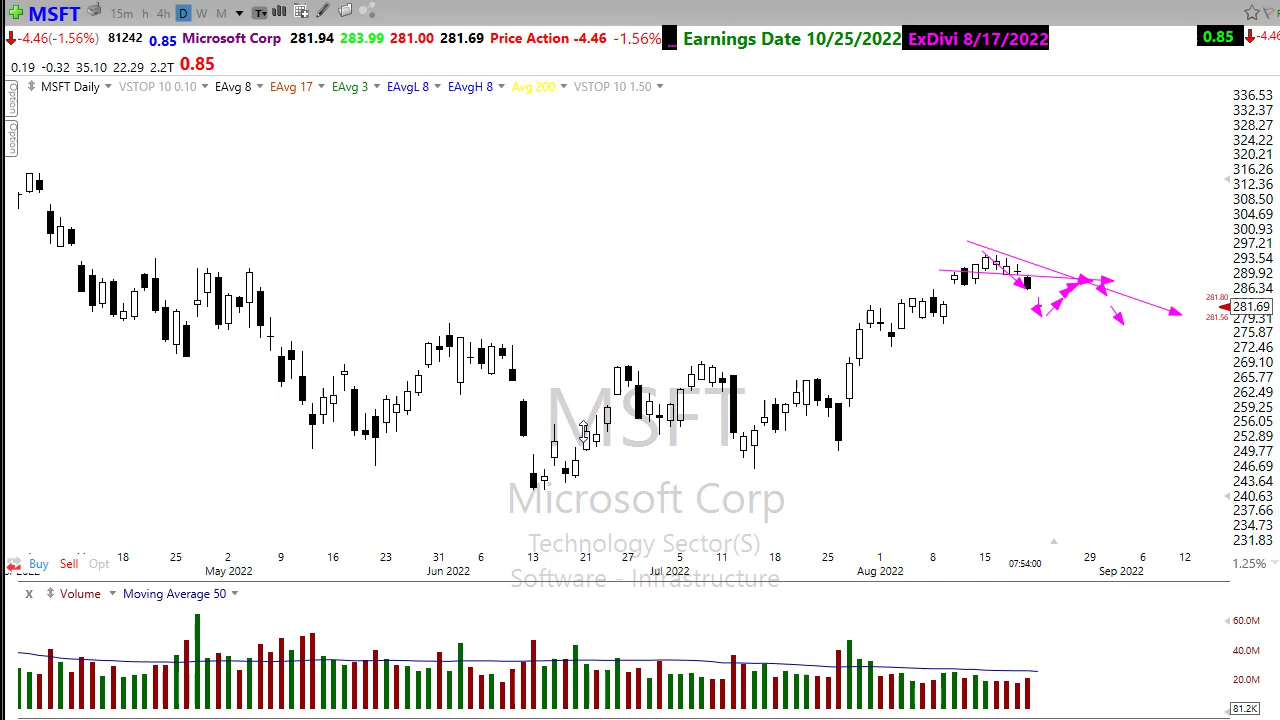 MSFT 15m h 4h D W M
-4.46(-1.56%) 81242 0.85 Microsoft Corp 281.94 283.99 281.00 281.69 Price Action -4.46 -1.56% ... Earnings Date 10/25/2022 ExDivi 8/17/2022 0.85 -4.46
0.19 -0.32 35.10 22.29 2.2T 0.85
MSFT Daily VSTOP 10 0.10 EAvg 8 EAvg 17 EAvg 3 EAvgL 8 EAvgH 8 Avg 200 VSTOP 10 1.50
Option
Option
336.53
332.37
328.27
324.22
320.21
316.26
312.36
308.50
304.69
300.93
297.21
293.54
289.92
286.34
281.80
281.69
281.56
279.31
275.87
272.46
269.10
265.77
262.49
259.25
256.05
252.89
249.77
246.69
243.64
240.63
237.66
234.73
231.83
MSFT
Microsoft Corp
Technology Sector(S)
Software - Infrastructure
18 25 2 9 16 23 31 6 13 21 27 5 11 18 25 1 8 15 29 6 12
Buy Sell Opt 07:54:00 1.25%
2022 May 2022 Jun 2022 Jul 2022 Aug 2022 Sep 2022
x Volume Moving Average 50
60.0M
40.0M
20.0M
81.2K